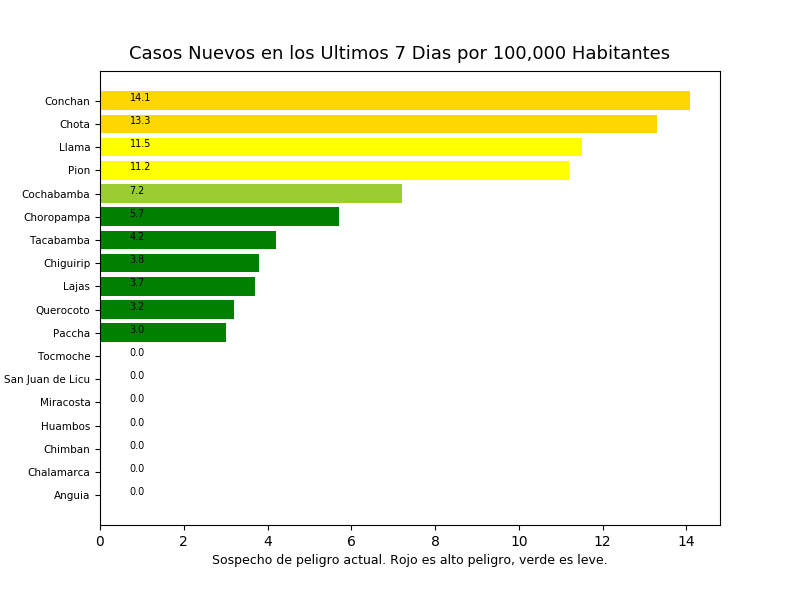 Casos Nuevos en los Ultimos 7 Dias por 100,000 Habitantes
Conchan 14.1
Chota 13.3
Llama 11.5
Pion 11.2
Cochabamba 7.2
Choropampa 5.7
Tacabamba 4.2
Chiguirip 3.8
Lajas 3.7
Querocoto 3.2
Paccha 3.0
Tocmoche 0.0
San Juan de Licu 0.0
Miracosta 0.0
Huambos 0.0
Chimban 0.0
Chalamarca 0.0
Anguia 0.0
0 2 4 6 8 10 12 14
Sospecho de peligro actual. Rojo es alto peligro, verde es leve.